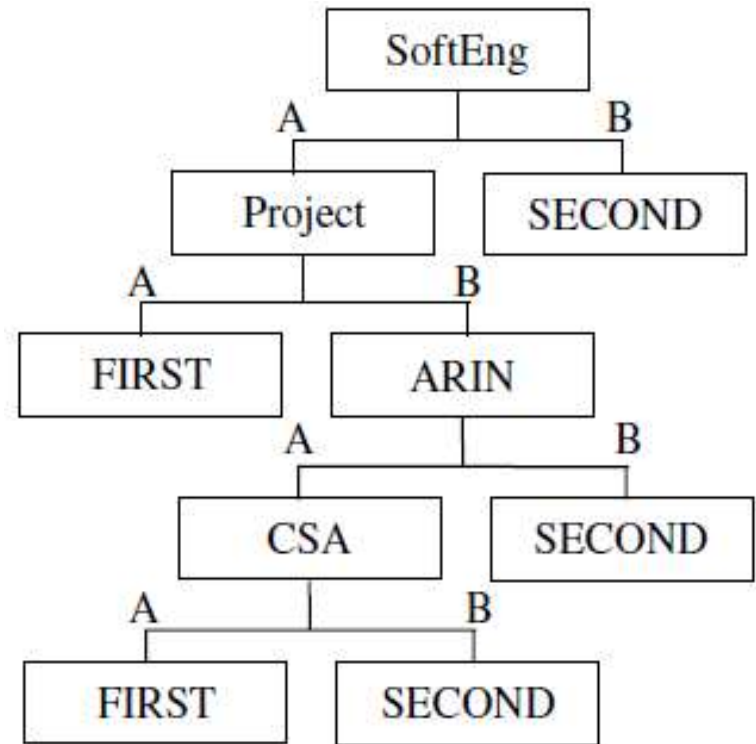 SoftEng
A B
Project SECOND
A B
FIRST ARIN
A B
CSA SECOND
A B
FIRST SECOND